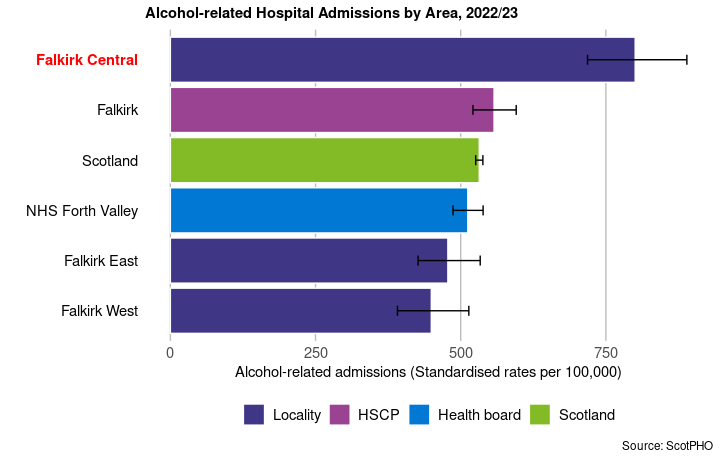 Alcohol-related Hospital Admissions by Area, 2022/23
Falkirk Central
Falkirk
Scotland
NHS Forth Valley
Falkirk East
Falkirk West
0 250 500 750
Alcohol-related admissions (Standardised rates per 100,000)
Locality HSCP Health board Scotland
Source: ScotPHO